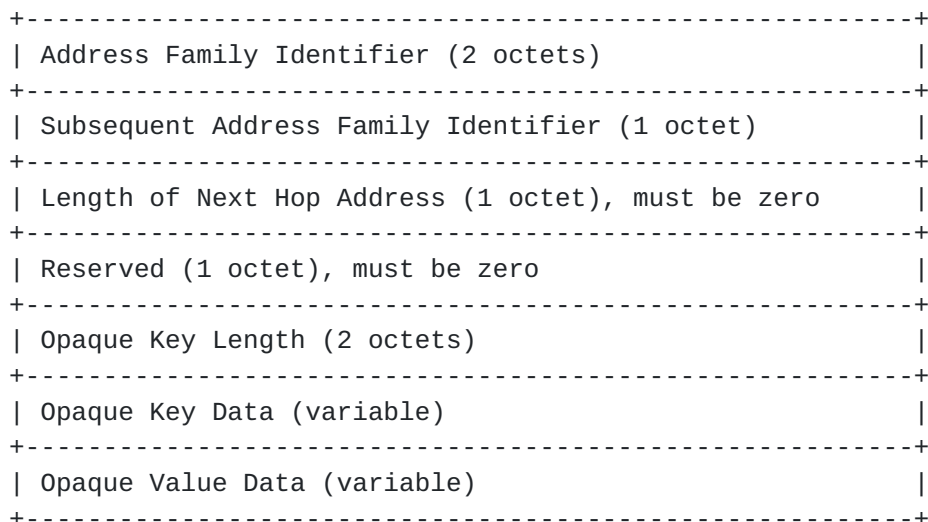 +---------------------------------------------------------+
| Address Family Identifier (2 octets)                    |
+---------------------------------------------------------+
| Subsequent Address Family Identifier (1 octet)          |
+---------------------------------------------------------+
| Length of Next Hop Address (1 octet), must be zero      |
+---------------------------------------------------------+
| Reserved (1 octet), must be zero                        |
+---------------------------------------------------------+
| Opaque Key Length (2 octets)                            |
+---------------------------------------------------------+
| Opaque Key Data (variable)                              |
+---------------------------------------------------------+
| Opaque Value Data (variable)                            |
+---------------------------------------------------------+